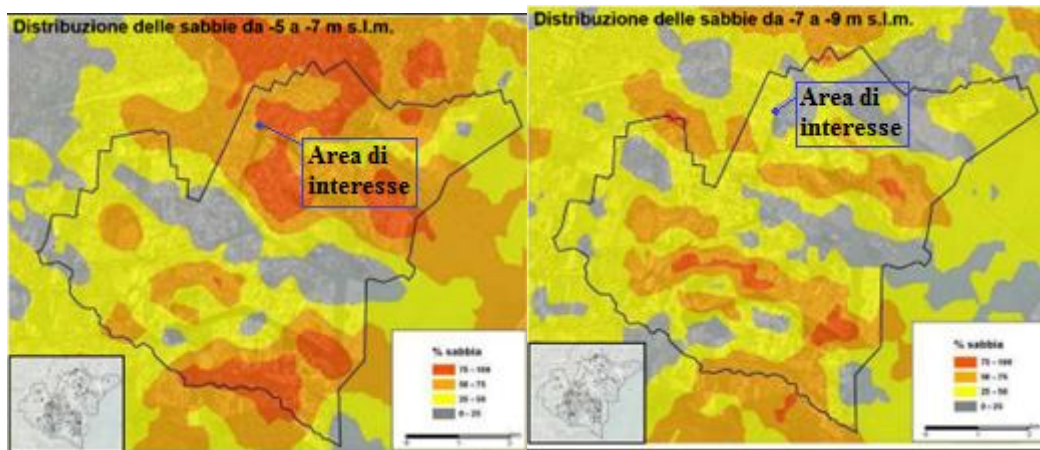 Distribuzione delle sabbie da -5 a -7 m s.l.m.
Area di
interesse
% sabbia
75 - 100
50 - 75
25 - 50
0 - 25
Distribuzione delle sabbie da -7 a -9 m s.l.m.
Area di
interesse
% sabbia
75 - 100
50 - 75
25 - 50
0 - 25